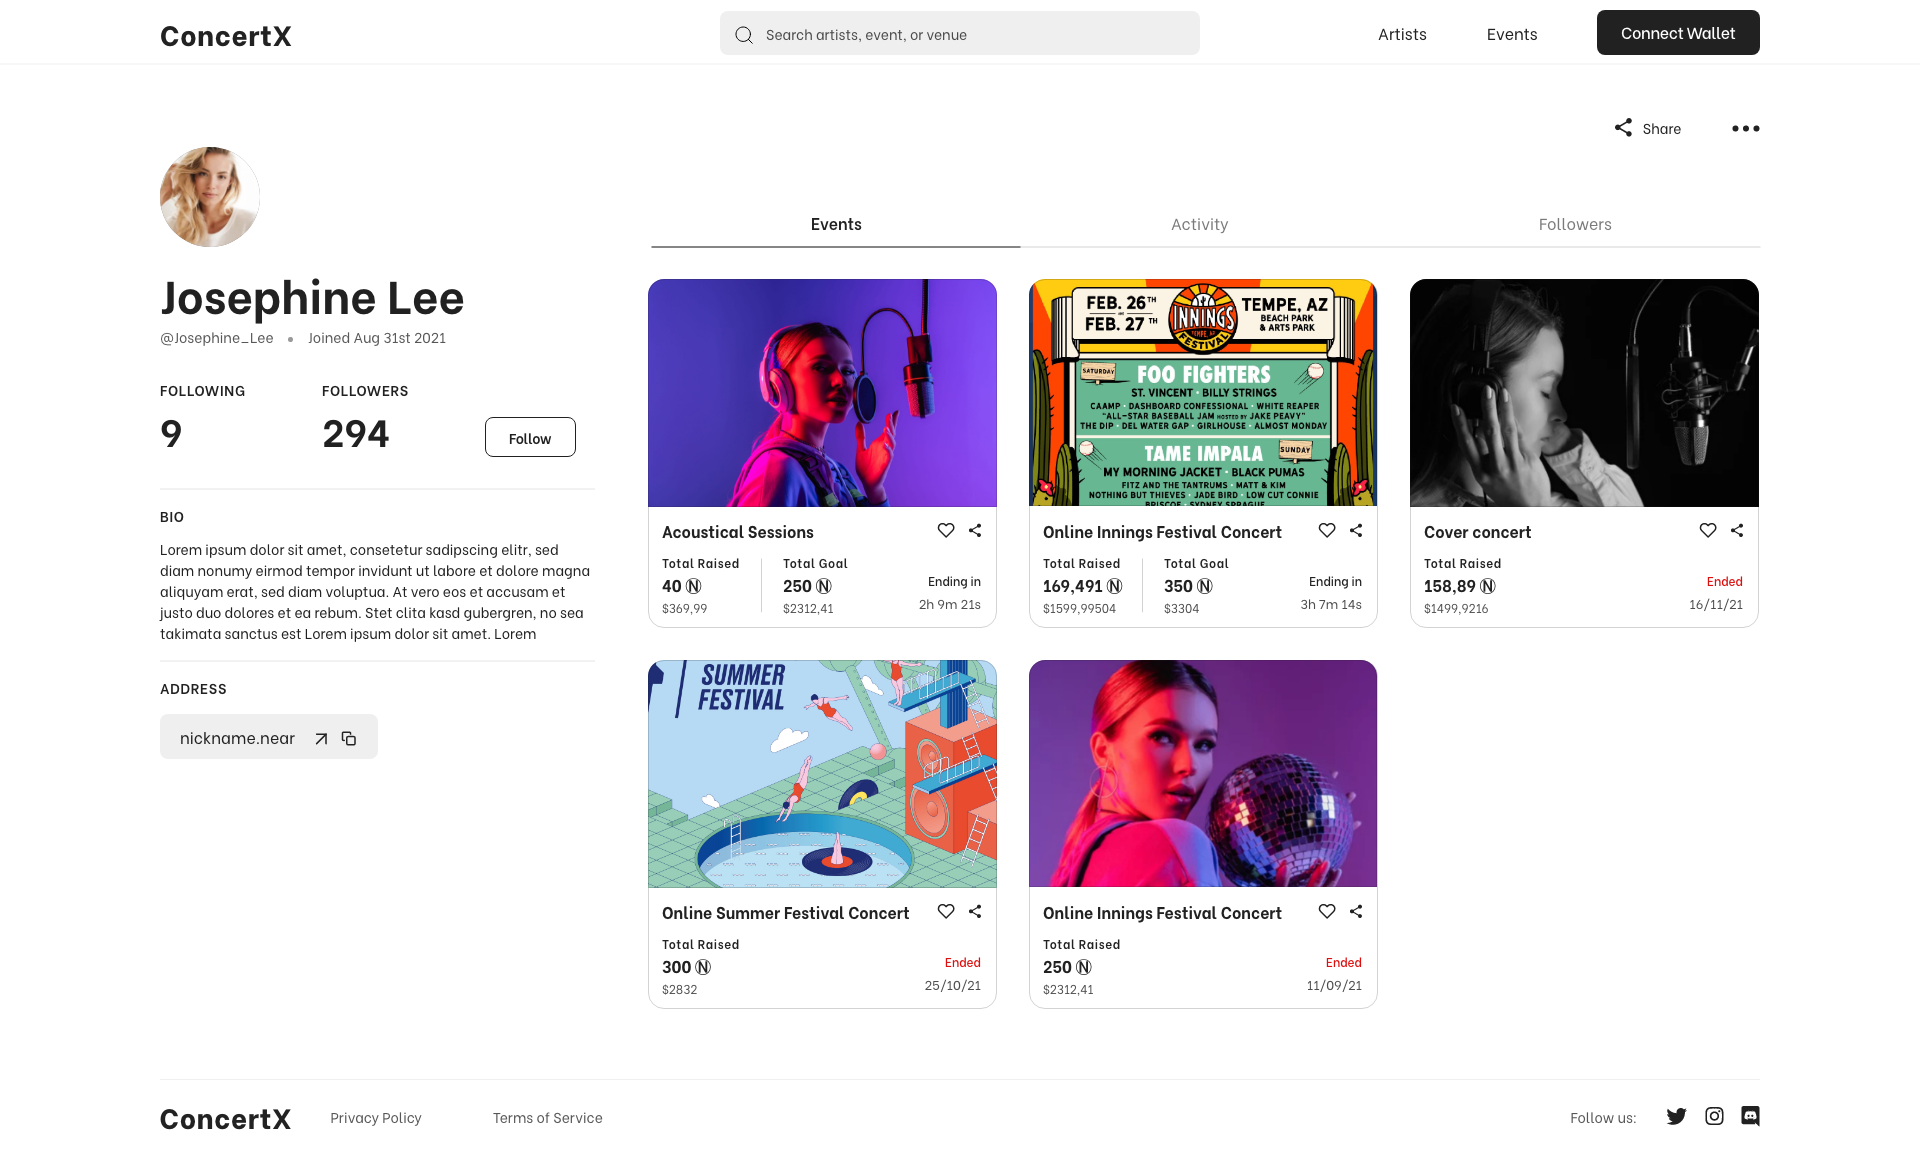 ConcertX
Search artists, event, or venue
Artists
Events
Connect Wallet
Share
Josephine Lee
@Josephine_Lee
Joined Aug 31st 2021
FOLLOWING
FOLLOWERS
9
294
Follow
BIO
Lorem ipsum dolor sit amet, consetetur sadipscing elitr, sed
diam nonumy eirmod tempor invidunt ut labore et dolore magna
aliquyam erat, sed diam voluptua. At vero eos et accusam et
justo duo dolores et ea rebum. Stet clita kasd gubergren, no sea
takimata sanctus est Lorem ipsum dolor sit amet. Lorem
ADDRESS
nickname.near
Events
Activity
Followers
Acoustical Sessions
Total Raised
40
$369,99
Total Goal
250
$2312,41
Ending in
2h 9m 21s
FEB. 26TH
FEB. 27TH
INNINGS
TEMPE AZ
FESTIVAL
TEMPE, AZ
BEACH PARK
& ARTS PARK
SATURDAY
FOO FIGHTERS
ST. VINCENT · BILLY STRINGS
CAAMP · DASHBOARD CONFESSIONAL · WHITE REAPER
"ALL-STAR BASEBALL JAM HOSTED BY JAKE PEAVY"
THE DIP · DEL WATER GAP · GIRLHOUSE · ALMOST MONDAY
SUNDAY
TAME IMPALA
MY MORNING JACKET · BLACK PUMAS
FITZ AND THE TANTRUMS · MATT & KIM
NOTHING BUT THIEVES · JADE BIRD · LOW CUT CONNIE
BRISCOE · SYDNEY SPRAGUE
Online Innings Festival Concert
Total Raised
169,491
$1599,99504
Total Goal
350
$3304
Ending in
3h 7m 14s
Cover concert
Total Raised
158,89
$1499,9216
Ended
16/11/21
SUMMER
FESTIVAL
Online Summer Festival Concert
Total Raised
300
$2832
Ended
25/10/21
Online Innings Festival Concert
Total Raised
250
$2312,41
Ended
11/09/21
ConcertX
Privacy Policy
Terms of Service
Follow us: